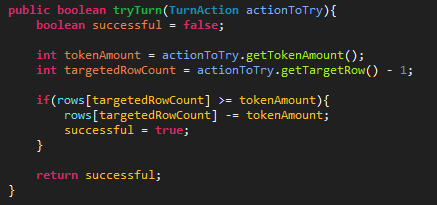 public boolean tryTurn(TurnAction actionToTry){
    boolean successful = false;

    int tokenAmount = actionToTry.getTokenAmount();
    int targetedRowCount = actionToTry.getTargetRow() - 1;

    if(rows[targetedRowCount] >= tokenAmount){
        rows[targetedRowCount] -= tokenAmount;
        successful = true;
    }

    return successful;
}